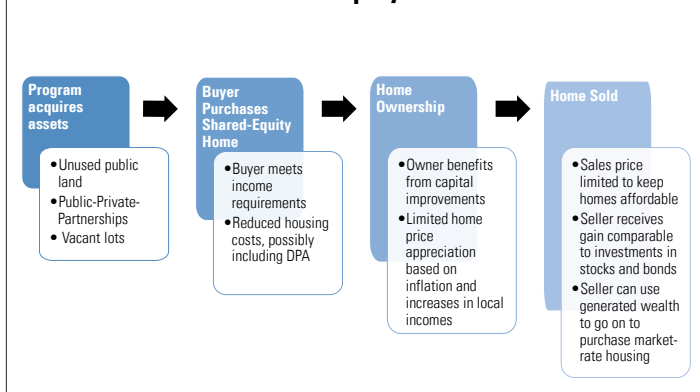 Program
acquires
assets
•Unused public
land
•Public-Private-
Partnerships
• Vacant lots
Buyer
Purchases
Shared-Equity
Home
•Buyer meets
income
requirements
•Reduced housing
costs, possibly
including DPA
Home
Ownership
•Owner benefits
from capital
improvements
•Limited home
price
appreciation
based on
inflation and
increases in local
incomes
Home Sold
•Sales price
limited to keep
homes affordable
•Seller receives
gain comparable
to investments in
stocks and bonds
•Seller can use
generated wealth
to go on to
purchase market-
rate housing